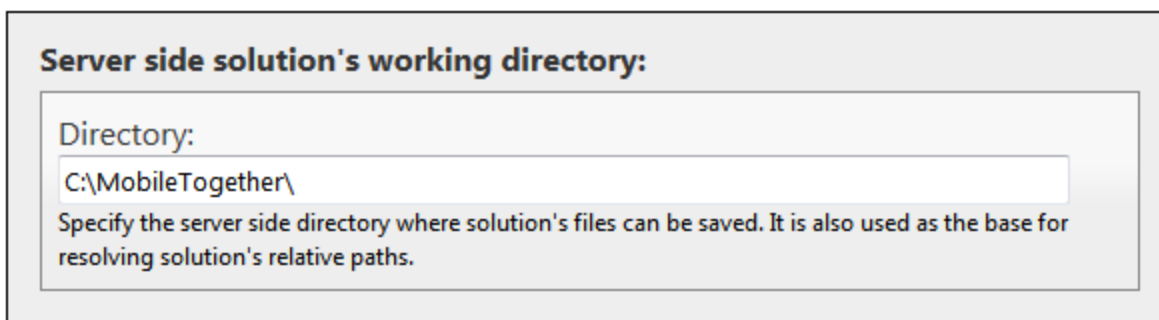 Server side solution's working directory:
Directory:
C:\MobileTogether\
Specify the server side directory where solution's files can be saved. It is also used as the base for
resolving solution's relative paths.